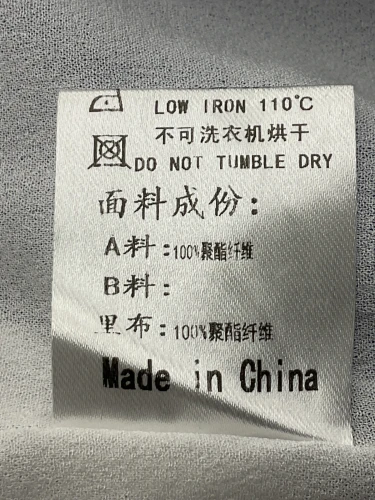 LOW IRON 110℃
不可洗衣机烘干
DO NOT TUMBLE DRY
面料成份:
A料:100%聚酯纤维
B料:
里布:100%聚酯纤维
Made in China